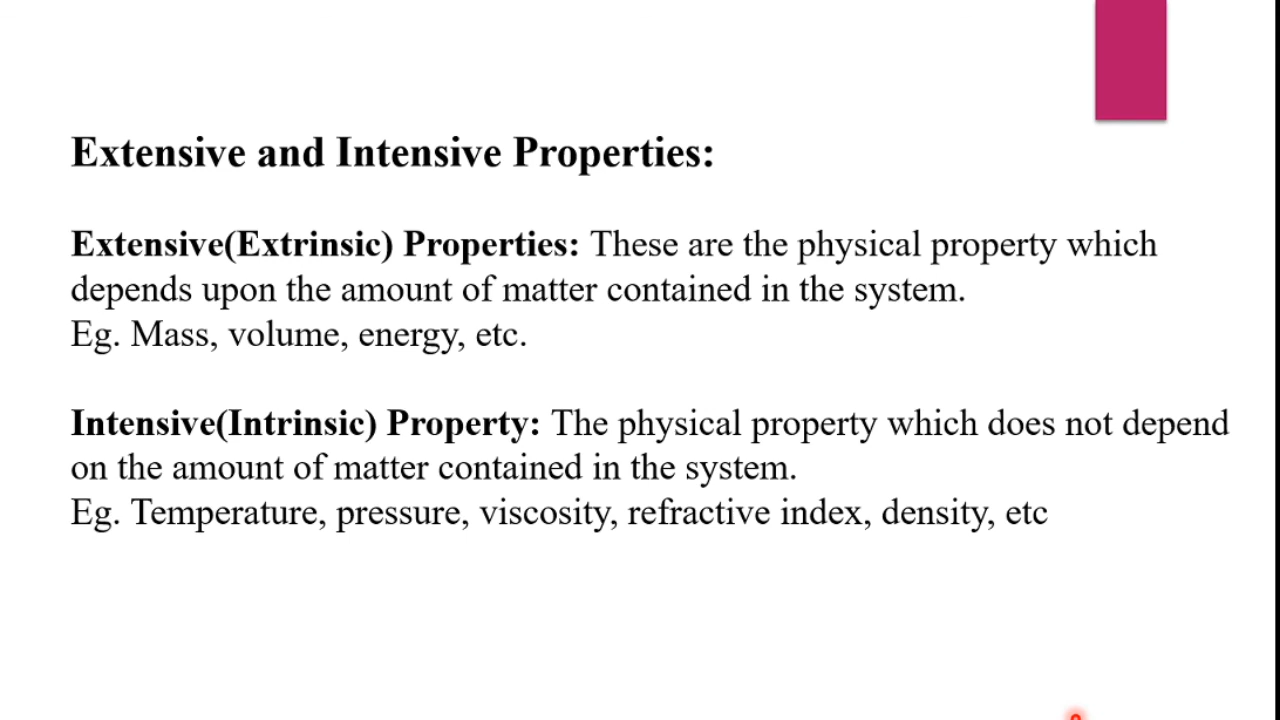 Extensive and Intensive Properties:
Extensive(Extrinsic) Properties: These are the physical property which
depends upon the amount of matter contained in the system.
Eg. Mass, volume, energy, etc.
Intensive(Intrinsic) Property: The physical property which does not depend
on the amount of matter contained in the system.
Eg. Temperature, pressure, viscosity, refractive index, density, etc